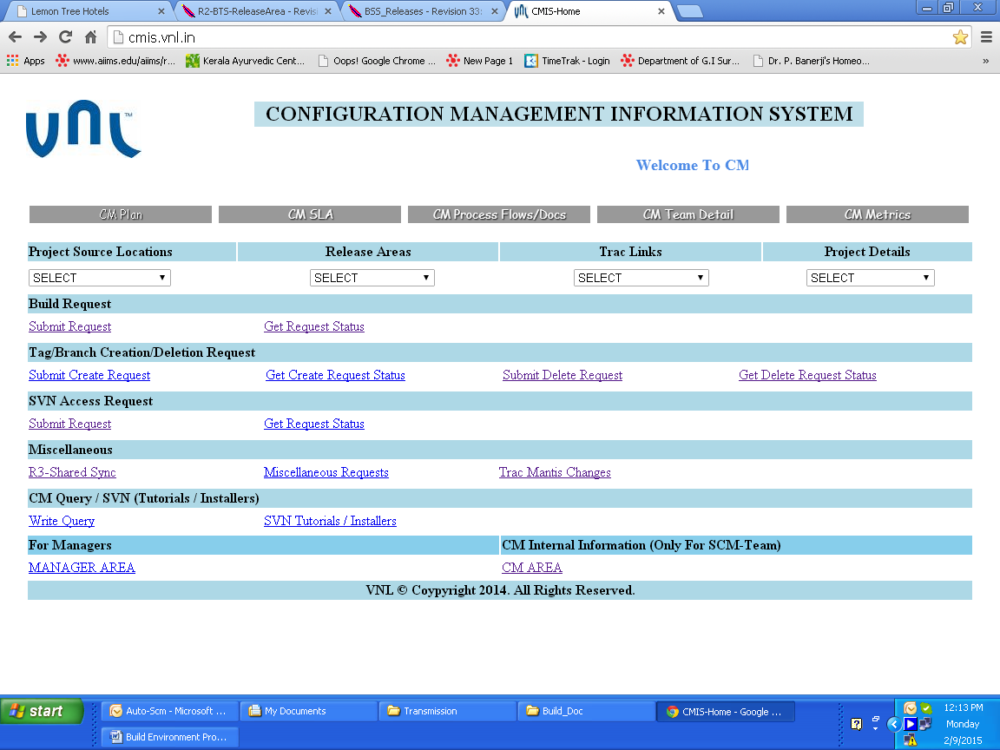 Lemon Tree Hotels
R2-BTS-ReleaseArea - Revisi
BSS_Releases - Revision 33:
CMIS-Home
cmis.vnl.in
Apps www.aiims.edu/aiims/r... Kerala Ayurvedic Cent... Oops! Google Chrome ... New Page 1 TimeTrak - Login Department of G.I Sur... Dr. P. Banerji's Homeo... »
vnl™
CONFIGURATION MANAGEMENT INFORMATION SYSTEM
Welcome To CM
CM Plan CM SLA CM Process Flows/Docs CM Team Detail CM Metrics
Project Source Locations Release Areas Trac Links Project Details
SELECT SELECT SELECT SELECT
Build Request
Submit Request Get Request Status
Tag/Branch Creation/Deletion Request
Submit Create Request Get Create Request Status Submit Delete Request Get Delete Request Status
SVN Access Request
Submit Request Get Request Status
Miscellaneous
R3-Shared Sync Miscellaneous Requests Trac Mantis Changes
CM Query / SVN (Tutorials / Installers)
Write Query SVN Tutorials / Installers
For Managers CM Internal Information (Only For SCM-Team)
MANAGER AREA CM AREA
VNL © Coypyright 2014. All Rights Reserved.
start Auto-Scm - Microsoft ... My Documents Transmission Build_Doc CMIS-Home - Google ... 12:13 PM
Monday
Build Environment Pro... 2/9/2015